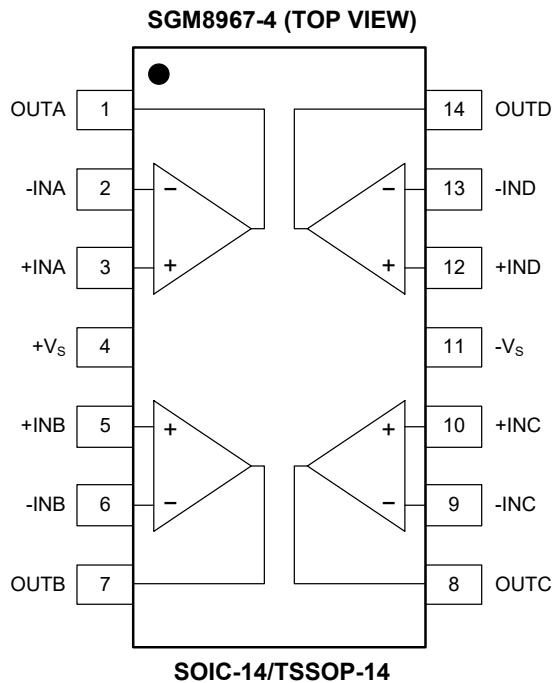 SGM8967-4 (TOP VIEW)
OUTA 1 14 OUTD
-INA 2 − − 13 -IND
+INA 3 + + 12 +IND
+VS 4 11 -VS
+INB 5 + + 10 +INC
-INB 6 − − 9 -INC
OUTB 7 8 OUTC
SOIC-14/TSSOP-14